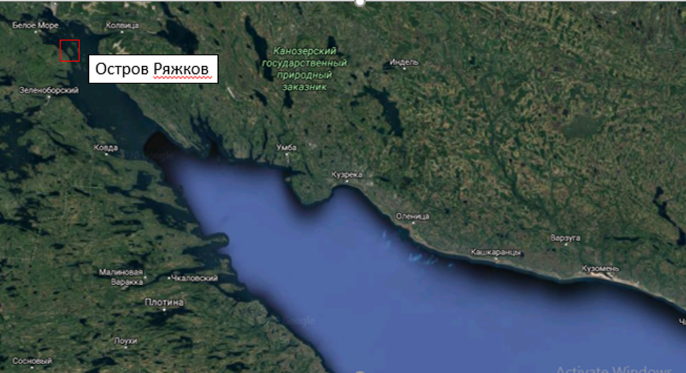 Белое Море
Колвица
Остров Ряжков
Канозерский
государственный
природный
заказник
Индель
Зеленоборский
Ковда
Умба
Кузрека
Оленица
Варзуга
Кашкаранцы
Кузомень
Малиновая
Варакка
Чкаловский
Плотина
Лоухи
Сосновый
Activate Windows